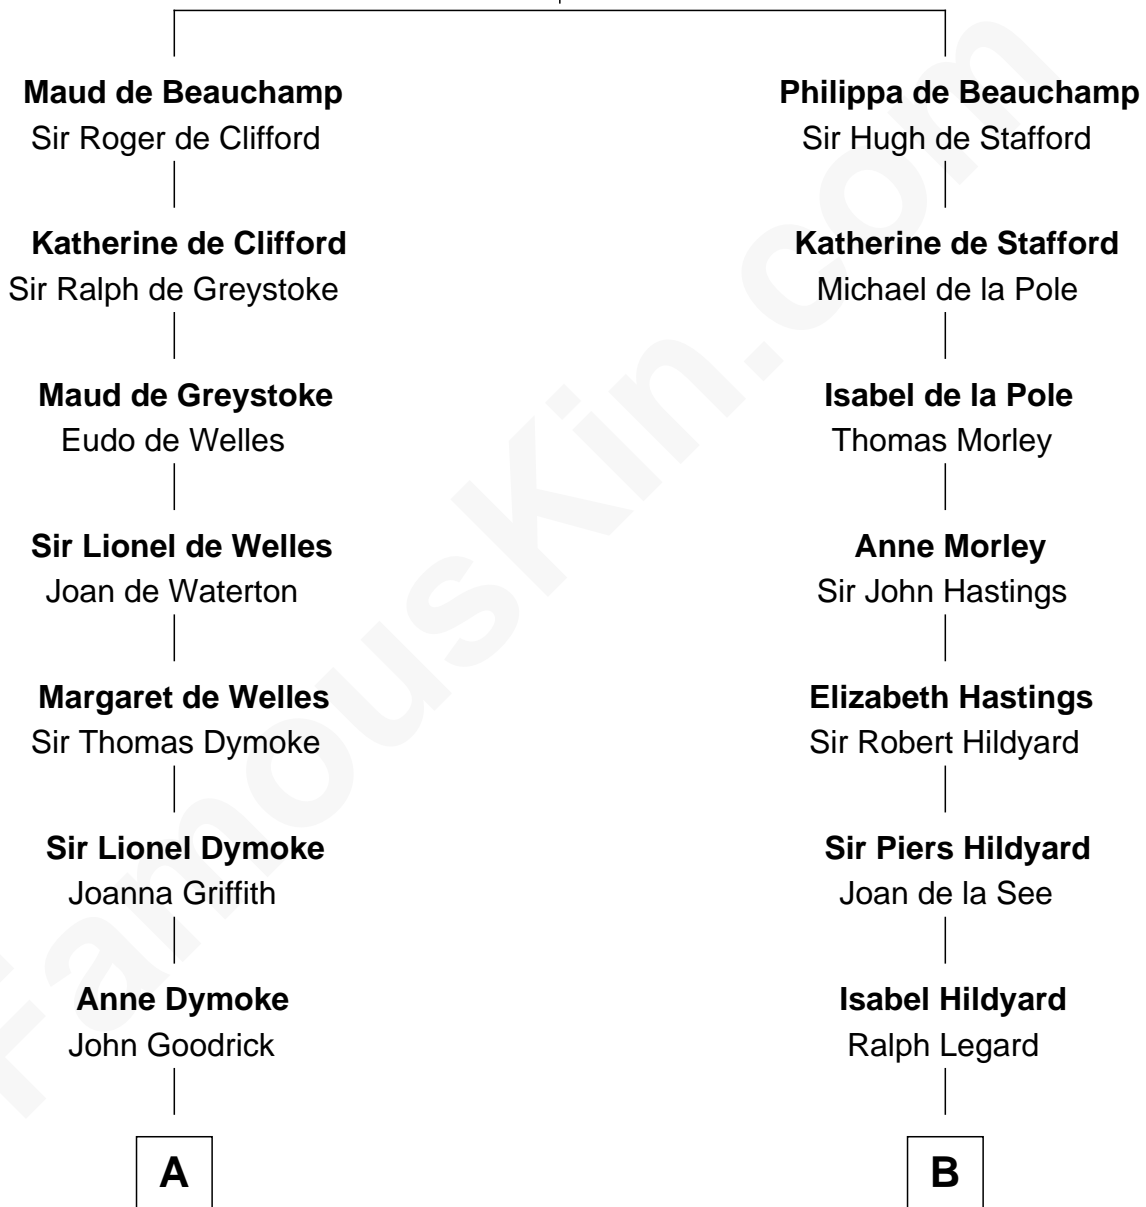 Maud de Beauchamp
Sir Roger de Clifford
Katherine de Clifford
Sir Ralph de Greystoke
Maud de Greystoke
Eudo de Welles
Sir Lionel de Welles
Joan de Waterton
Margaret de Welles
Sir Thomas Dymoke
Sir Lionel Dymoke
Joanna Griffith
Anne Dymoke
John Goodrick
A
Philippa de Beauchamp
Sir Hugh de Stafford
Katherine de Stafford
Michael de la Pole
Isabel de la Pole
Thomas Morley
Anne Morley
Sir John Hastings
Elizabeth Hastings
Sir Robert Hildyard
Sir Piers Hildyard
Joan de la See
Isabel Hildyard
Ralph Legard
B
FamousKin.com